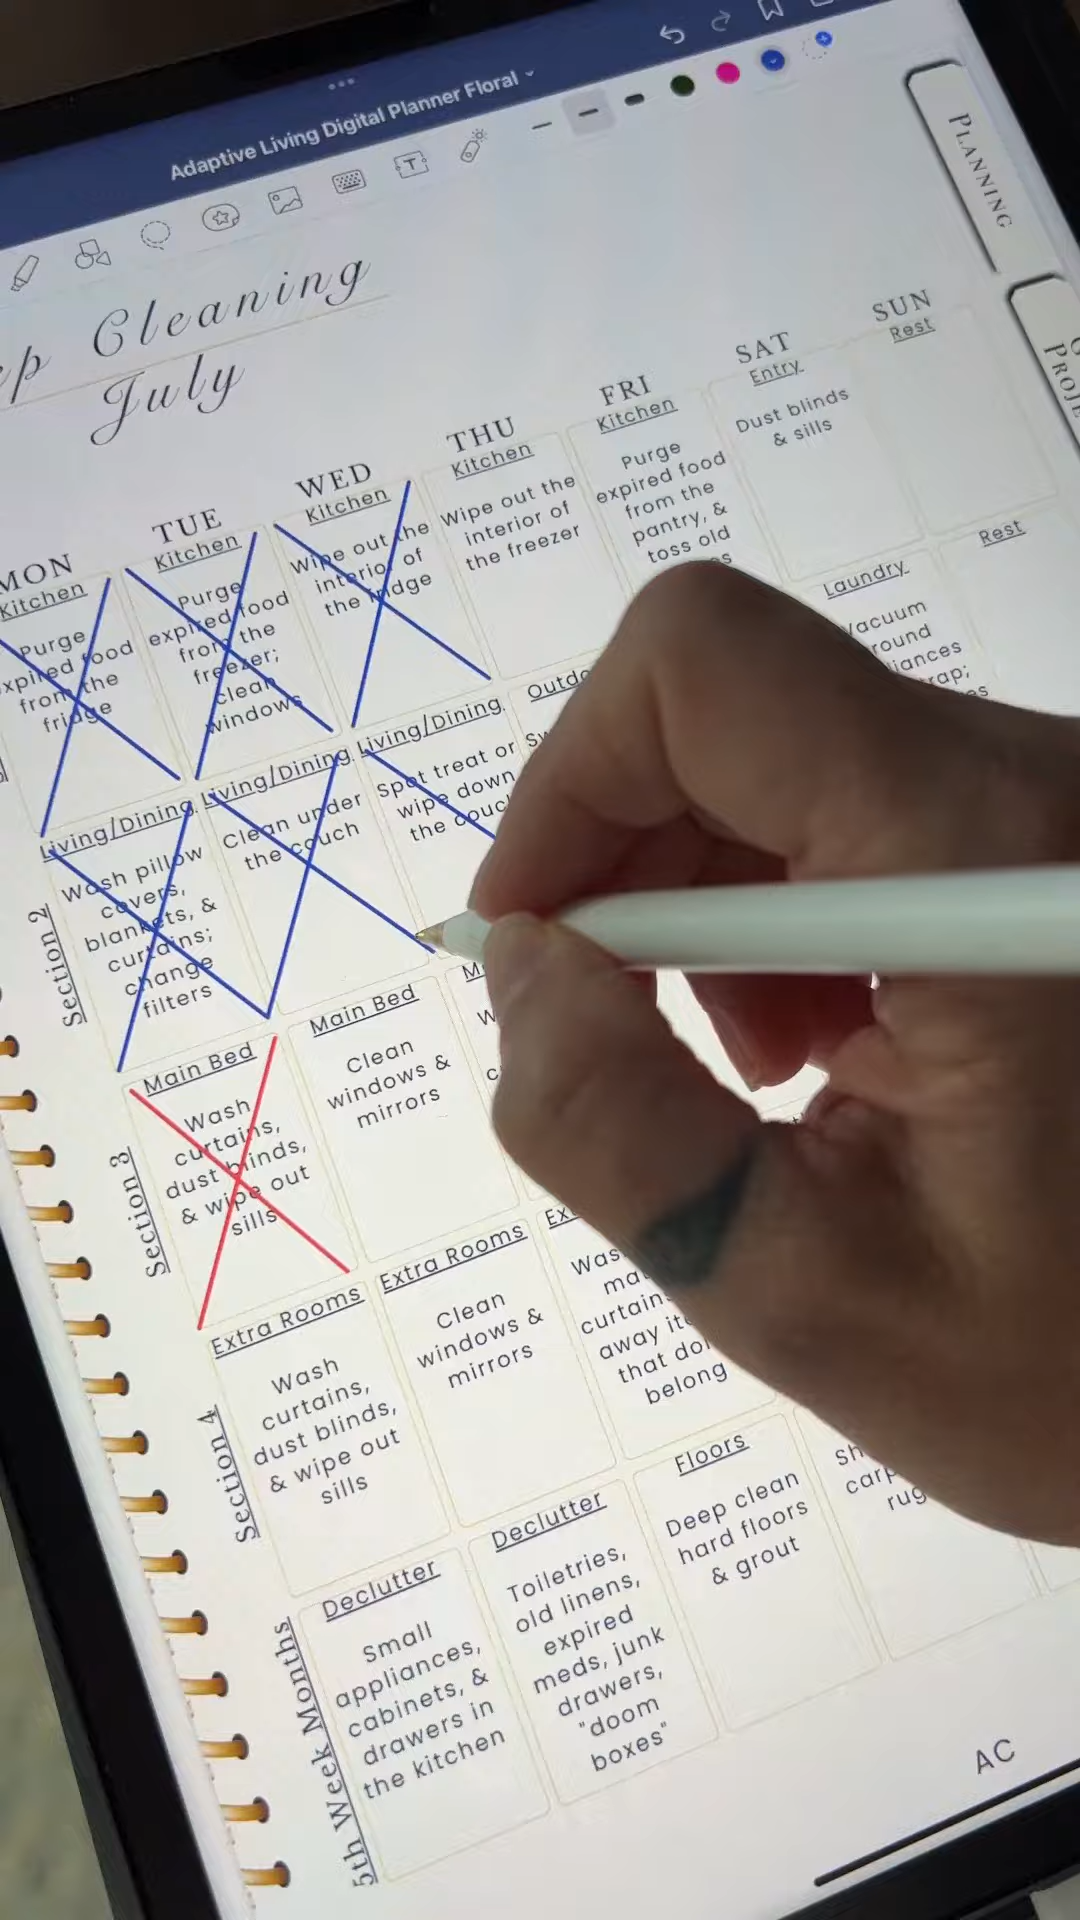 Adaptive Living Digital Planner Floral
PLANNING
Cleaning
July
MON
TUE
WED
THU
FRI
SAT
SUN
Kitchen
Purge
expired food
from the
fridge
Kitchen
Purge
expired food
from the
freezer;
clean
windows
Kitchen
Wipe out the
interior of
the fridge
Kitchen
Wipe out the
interior of
the freezer
Kitchen
Purge
expired food
from the
pantry, &
toss old
Entry
Dust blinds
& sills
Rest
Section 2
Living/Dining
Wash pillow
covers,
blankets, &
curtains;
change
filters
Living/Dining
Clean under
the couch
Living/Dining
Spot treat or
wipe down
the couch
Laundry
Vacuum
Rest
Section 3
Main Bed
Wash
curtains,
dust blinds,
& wipe out
sills
Main Bed
Clean
windows &
mirrors
Section 4
Extra Rooms
Wash
curtains,
dust blinds,
& wipe out
sills
Extra Rooms
Clean
windows &
mirrors
away
that
belong
5th Week Months
Declutter
Small
appliances,
cabinets, &
drawers in
the kitchen
Declutter
Toiletries,
old linens,
expired
meds, junk
drawers,
"doom
boxes"
Floors
Deep clean
hard floors
& grout
AC